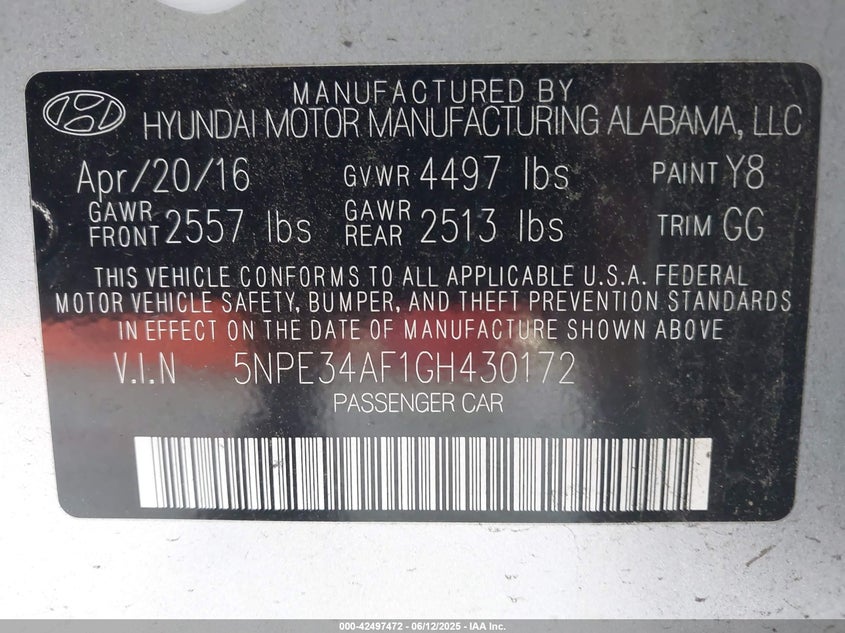 MANUFACTURED BY
HYUNDAI MOTOR MANUFACTURING ALABAMA, LLC
Apr/20/16 GVWR 4497 lbs PAINT Y8
GAWR FRONT 2557 lbs GAWR REAR 2513 lbs TRIM GG
THIS VEHICLE CONFORMS TO ALL APPLICABLE U.S.A. FEDERAL
MOTOR VEHICLE SAFETY, BUMPER, AND THEFT PREVENTION STANDARDS
IN EFFECT ON THE DATE OF MANUFACTURE SHOWN ABOVE
V.I.N 5NPE34AF1GH430172
PASSENGER CAR
000-42497472 - 06/12/2025 - IAA Inc.